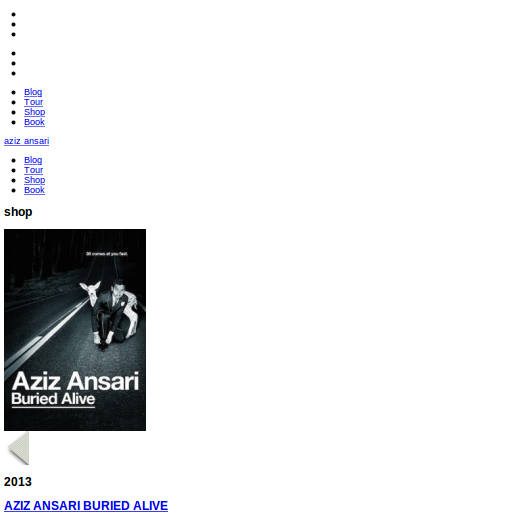 Blog
Tour
Shop
Book
aziz ansari
Blog
Tour
Shop
Book
shop
30 comes at you fast.
Aziz Ansari
Buried Alive
2013
AZIZ ANSARI BURIED ALIVE